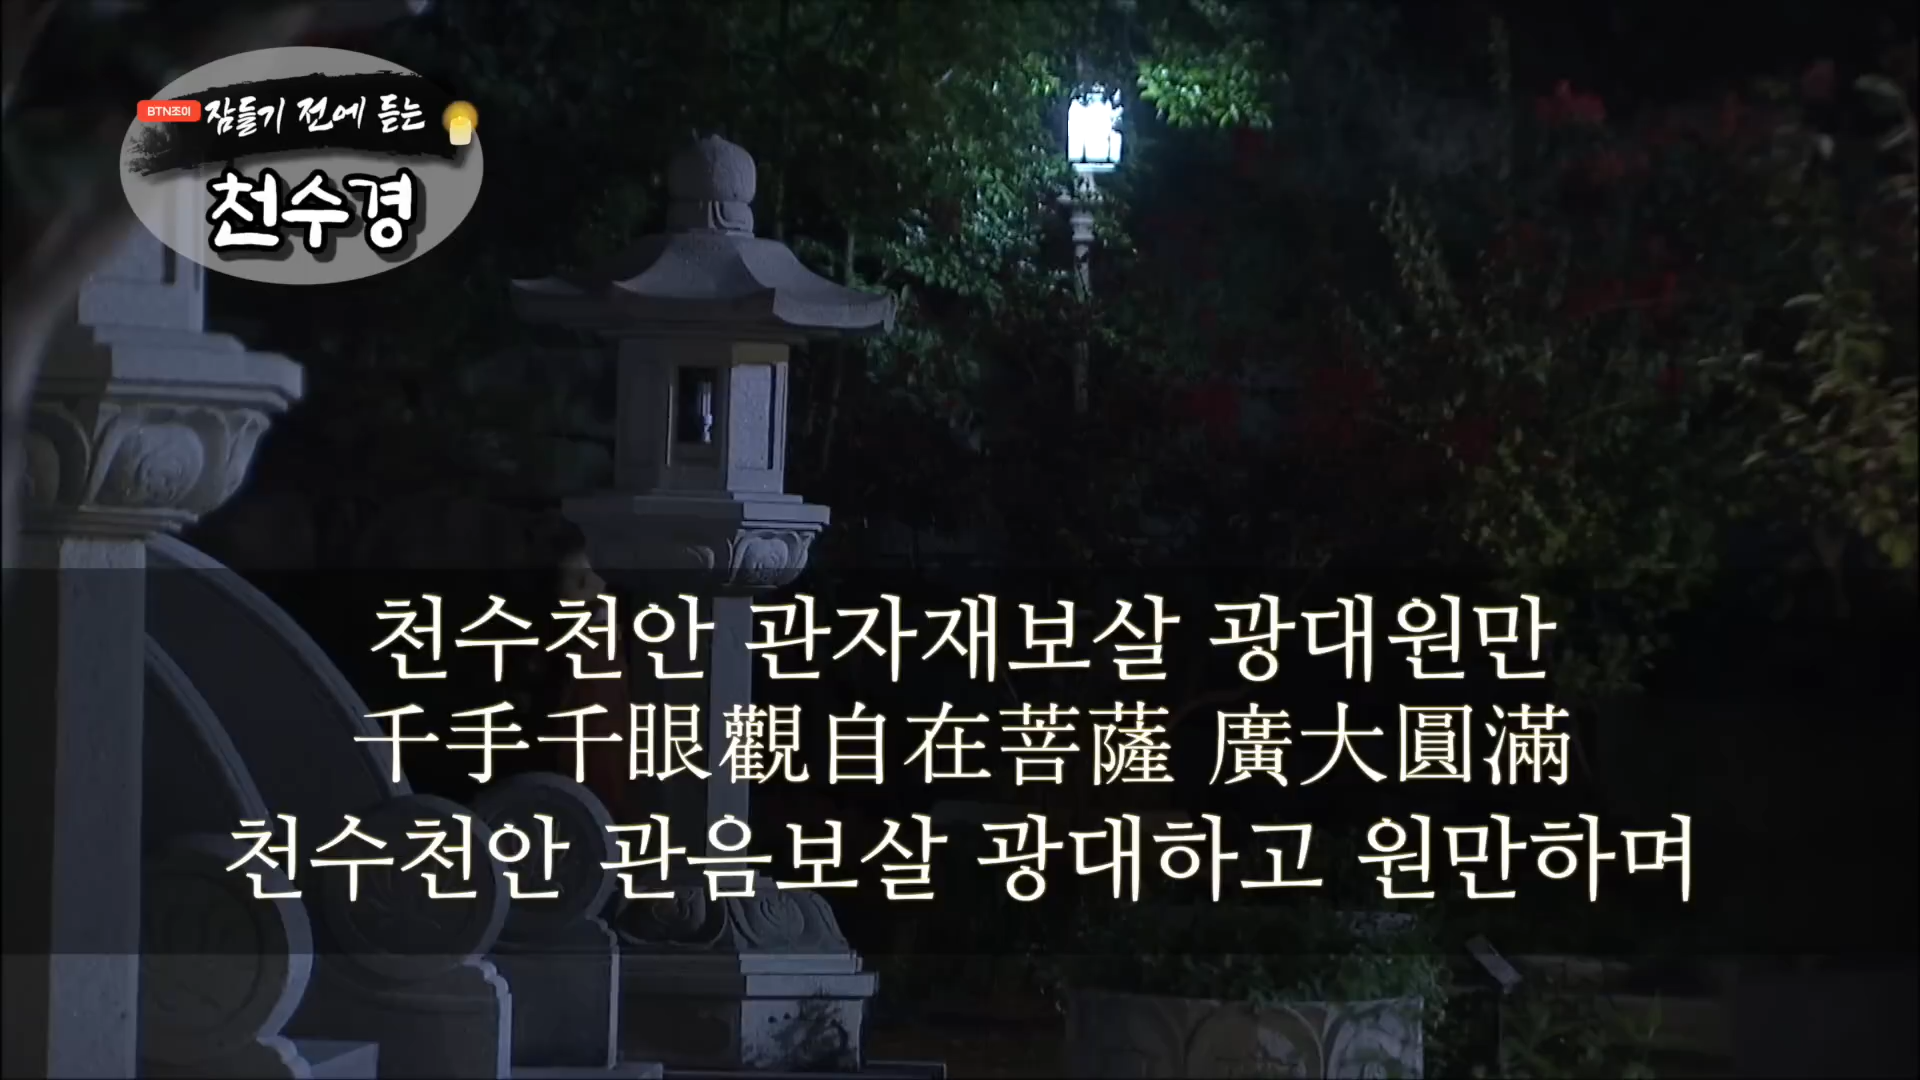 BTN조이 잠들기 전에 듣는
천수경
천수천안 관자재보살 광대원만
千手千眼觀自在菩薩 廣大圓滿
천수천안 관음보살 광대하고 원만하며